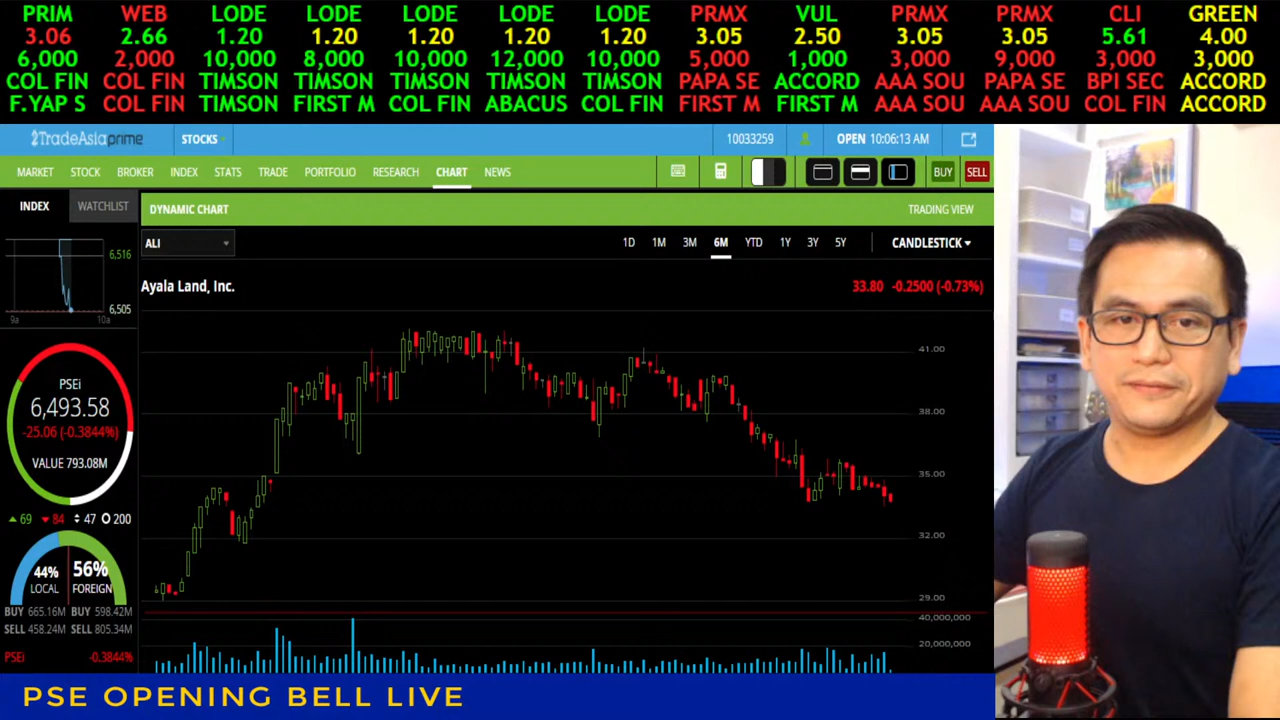 PRIM WEB LODE LODE LODE LODE LODE PRMX VUL PRMX PRMX CLI GREEN
3.06 2.66 1.20 1.20 1.20 1.20 1.20 3.05 2.50 3.05 3.05 5.61 4.00
6,000 2,000 10,000 8,000 10,000 12,000 10,000 5,000 1,000 3,000 9,000 3,000 3,000
COL FIN COL FIN TIMSON TIMSON TIMSON TIMSON TIMSON PAPA SE ACCORD AAA SOU PAPA SE BPI SEC ACCORD
F.YAP S COL FIN TIMSON FIRST M COL FIN ABACUS COL FIN FIRST M FIRST M AAA SOU AAA SOU COL FIN ACCORD
2TradeAsia prime STOCKS 10033259 OPEN 10:06:13 AM
MARKET STOCK BROKER INDEX STATS TRADE PORTFOLIO RESEARCH CHART NEWS BUY SELL
INDEX WATCHLIST DYNAMIC CHART TRADING VIEW
ALI 1D 1M 3M 6M YTD 1Y 3Y 5Y CANDLESTICK
6,516
Ayala Land, Inc. 33.80 -0.2500 (-0.73%)
6,505
9a 10a
41.00
38.00
35.00
32.00
29.00
40,000,000
20,000,000
PSEi
6,493.58
-25.06 (-0.3844%)
VALUE 793.08M
69 84 47 200
44% 56%
LOCAL FOREIGN
BUY 665.16M BUY 598.42M
SELL 458.24M SELL 805.34M
PSEi -0.3844%
PSE OPENING BELL LIVE